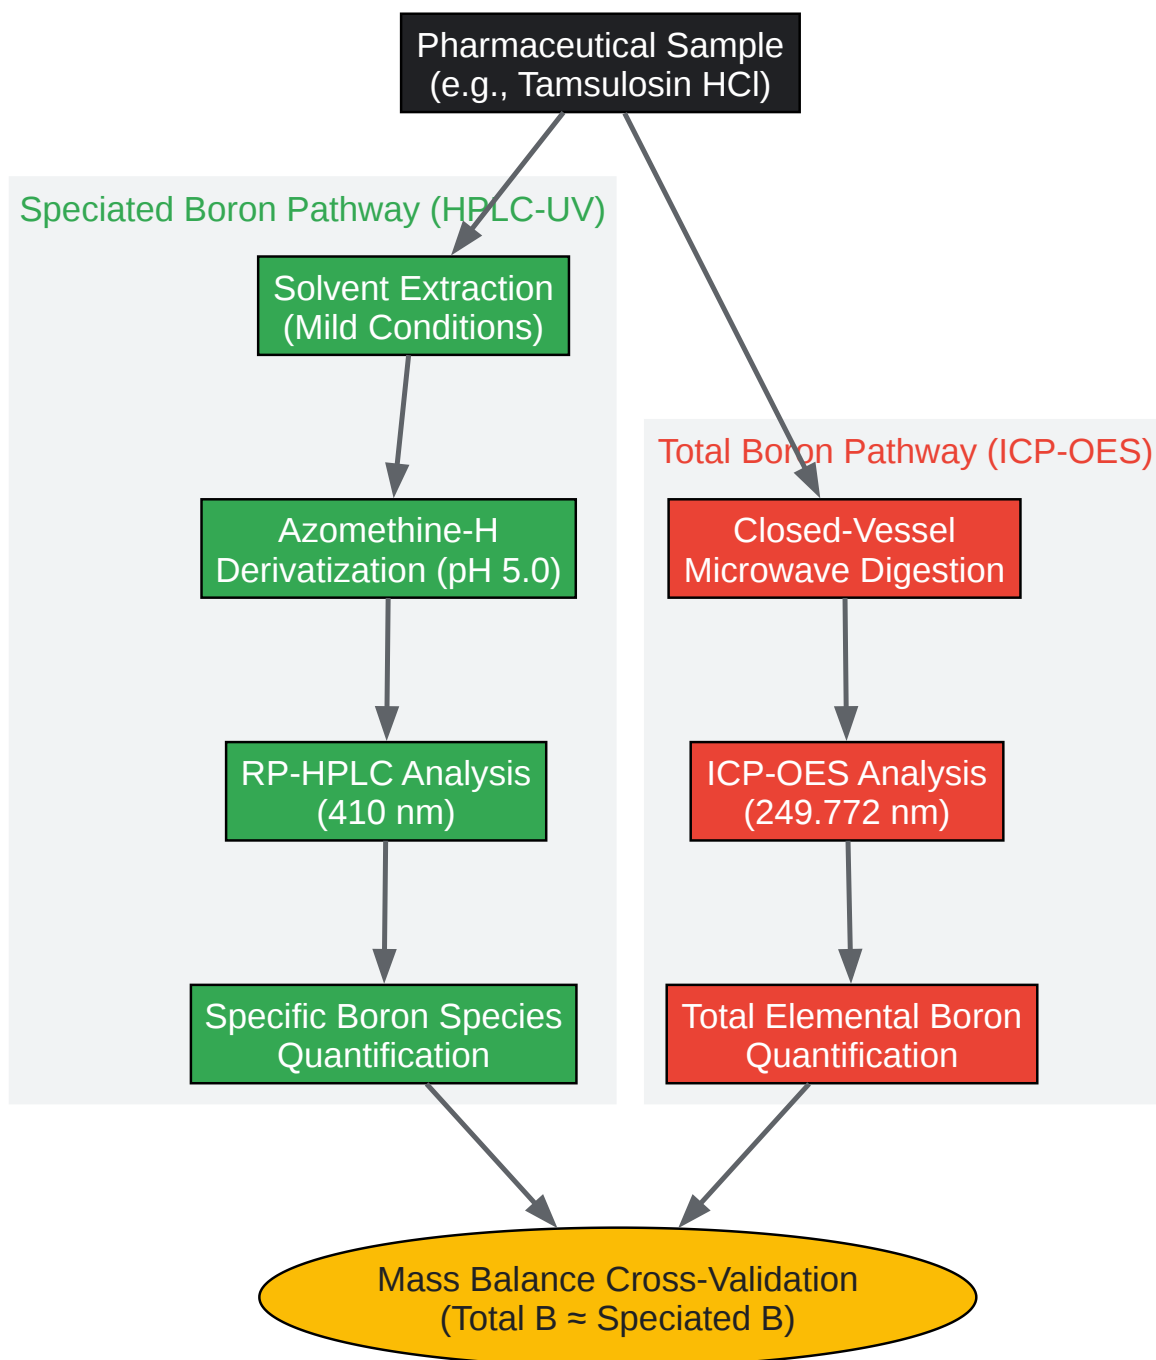 Pharmaceutical Sample
(e.g., Tamsulosin HCl)
Speciated Boron Pathway (HPLC-UV)
Solvent Extraction
(Mild Conditions)
Azomethine-H
Derivatization (pH 5.0)
RP-HPLC Analysis
(410 nm)
Specific Boron Species
Quantification
Total Boron Pathway (ICP-OES)
Closed-Vessel
Microwave Digestion
ICP-OES Analysis
(249.772 nm)
Total Elemental Boron
Quantification
Mass Balance Cross-Validation
(Total B ≈ Speciated B)